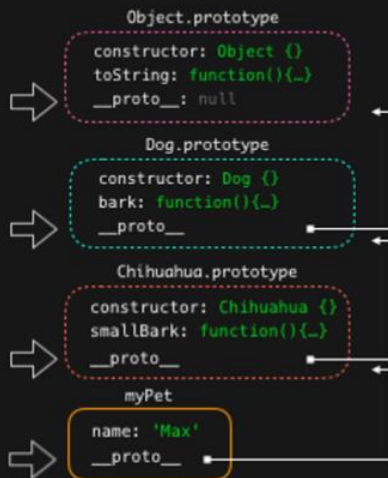 Object.prototype
constructor: Object {}
toString: function(){…}
__proto__: null
Dog.prototype
constructor: Dog {}
bark: function(){…}
__proto__
Chihuahua.prototype
constructor: Chihuahua {}
smallBark: function(){…}
__proto__
myPet
name: 'Max'
__proto__